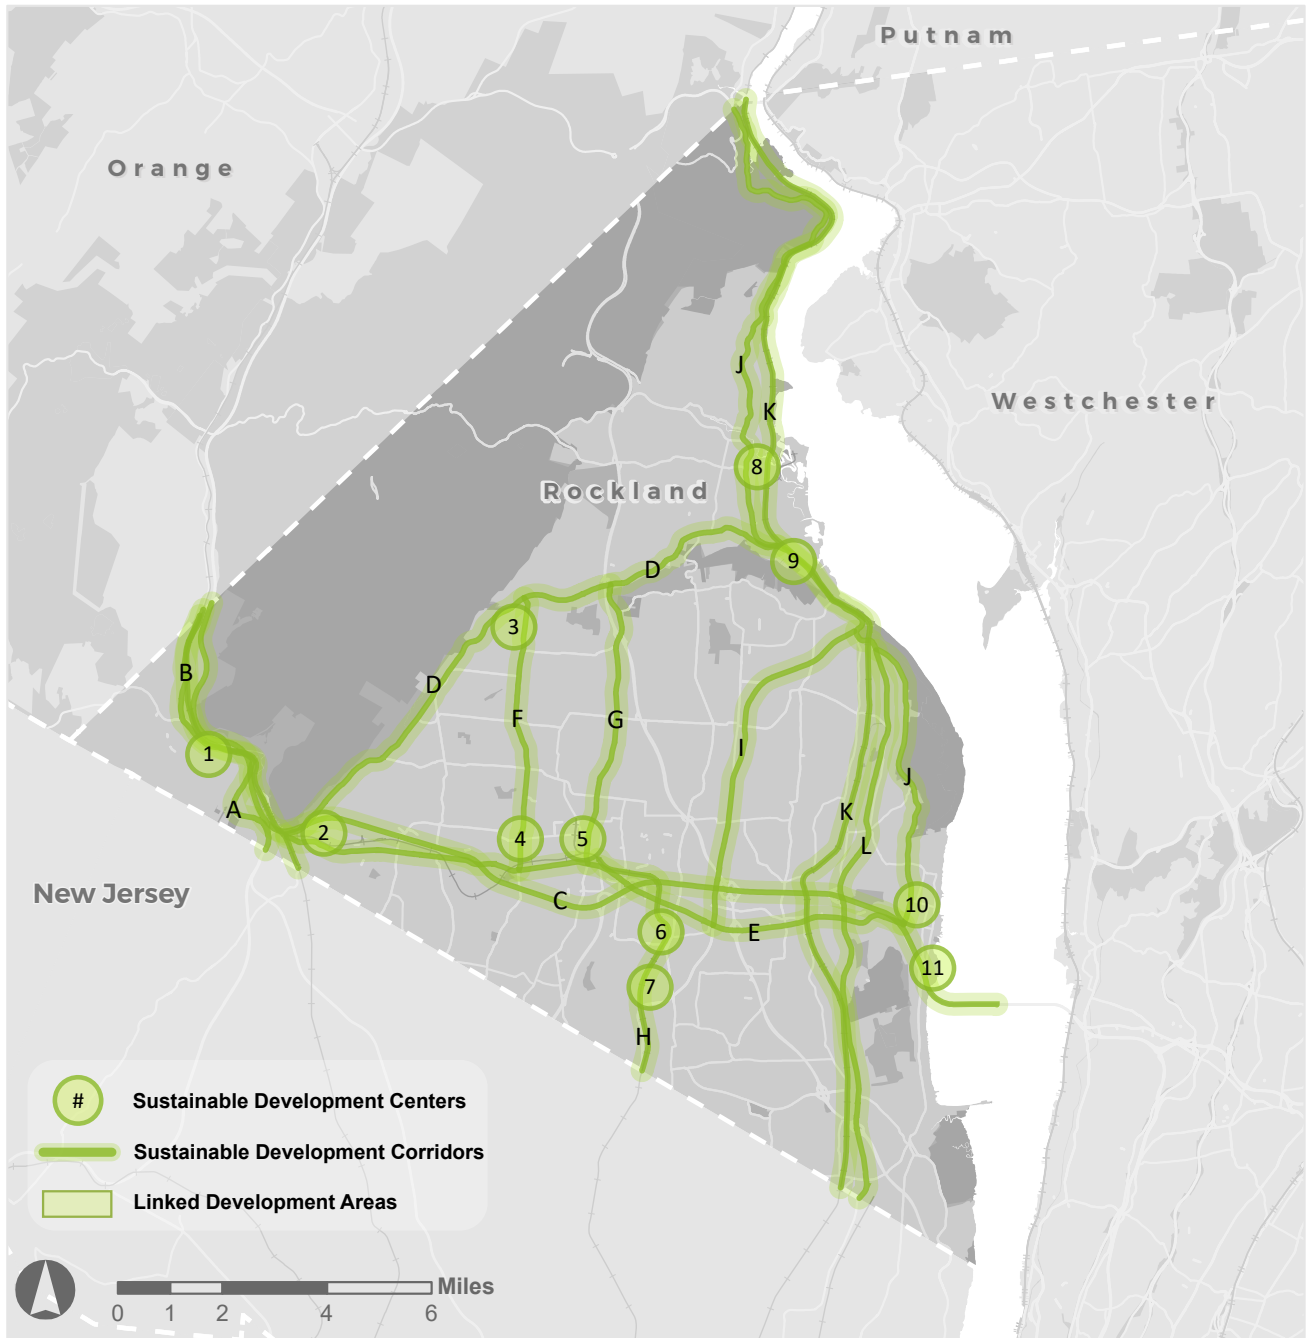 Putnam
Orange
J
Westchester
K
8
Rockland
9
D
3
D
B
F
G
I
1
J
A
K
2
4
5
L
C
10
New Jersey
6
E
11
7
H
# Sustainable Development Centers
Sustainable Development Corridors
Linked Development Areas
Miles
0 1 2 4 6